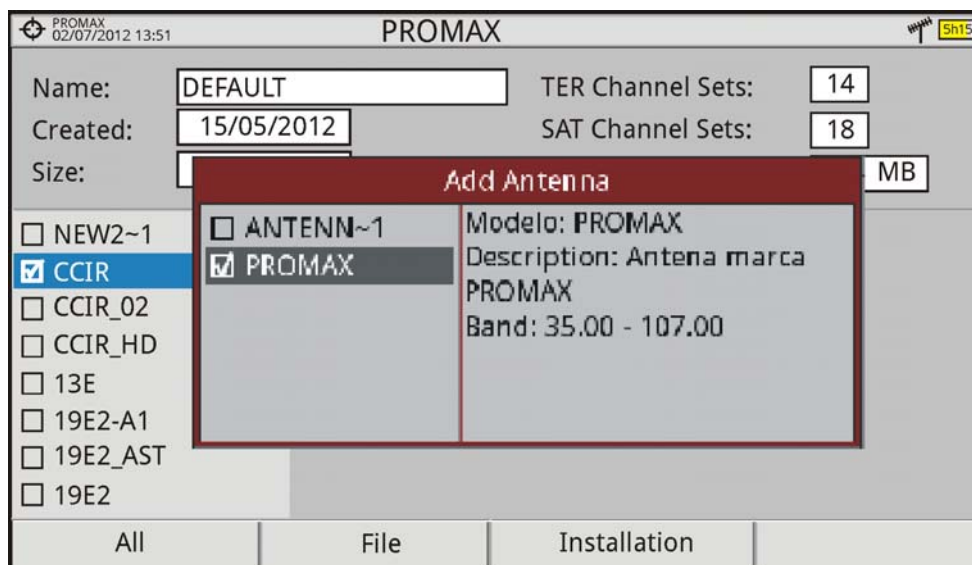 PROMAX
02/07/2012 13:51
PROMAX
5h15
Name: DEFAULT TER Channel Sets: 14
Created: 15/05/2012 SAT Channel Sets: 18
Size: MB
Add Antenna
NEW2~1
CCIR
CCIR_02
CCIR_HD
13E
19E2-A1
19E2_AST
19E2
ANTENN~1
PROMAX
Modelo: PROMAX
Description: Antena marca
PROMAX
Band: 35.00 - 107.00
All File Installation